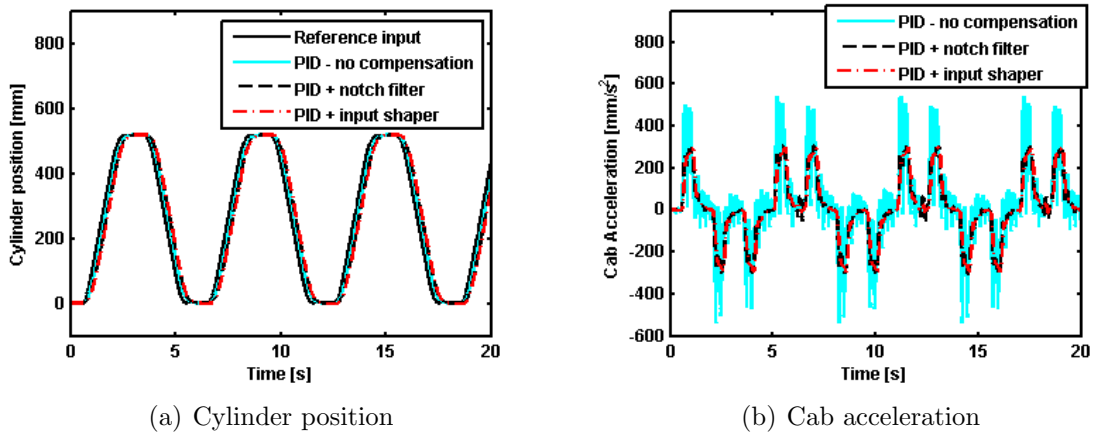 800
600
400
200
0
Cylinder position [mm]
Reference input
PID - no compensation
PID + notch filter
PID + input shaper
0 5 10 15 20
Time [s]
(a) Cylinder position
800
600
400
200
0
-200
-400
-600
Cab Acceleration [mm/s²]
PID - no compensation
PID + notch filter
PID + input shaper
0 5 10 15 20
Time [s]
(b) Cab acceleration